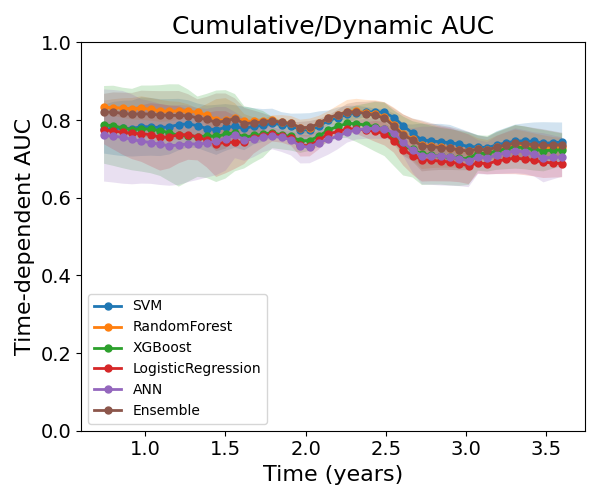 Cumulative/Dynamic AUC
1.0
0.8
0.6
0.4
0.2
0.0
Time-dependent AUC
SVM
RandomForest
XGBoost
LogisticRegression
ANN
Ensemble
1.0 1.5 2.0 2.5 3.0 3.5
Time (years)